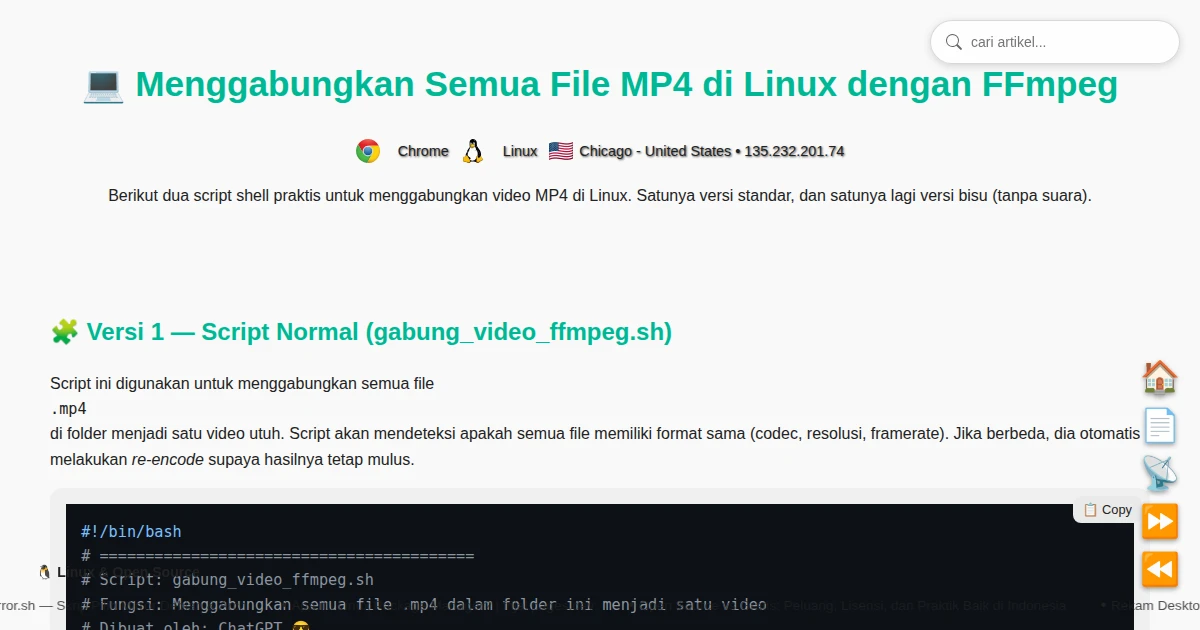 cari artikel...
Menggabungkan Semua File MP4 di Linux dengan FFmpeg
Chrome Linux Chicago - United States • 135.232.201.74
Berikut dua script shell praktis untuk menggabungkan video MP4 di Linux. Satunya versi standar, dan satunya lagi versi bisu (tanpa suara).
Versi 1 — Script Normal (gabung_video_ffmpeg.sh)
Script ini digunakan untuk menggabungkan semua file
.mp4
di folder menjadi satu video utuh. Script akan mendeteksi apakah semua file memiliki format sama (codec, resolusi, framerate). Jika berbeda, dia otomatis
melakukan re-encode supaya hasilnya tetap mulus.
Copy
#!/bin/bash
# =========================================
# Script: gabung_video_ffmpeg.sh
# Fungsi: Menggabungkan semua file .mp4 dalam folder ini menjadi satu video
# Dibuat oleh: ChatGPT 😎
Linux & Open Source
ror.sh — Peluang, Lisensi, dan Praktik Baik di Indonesia • Rekam Deskto